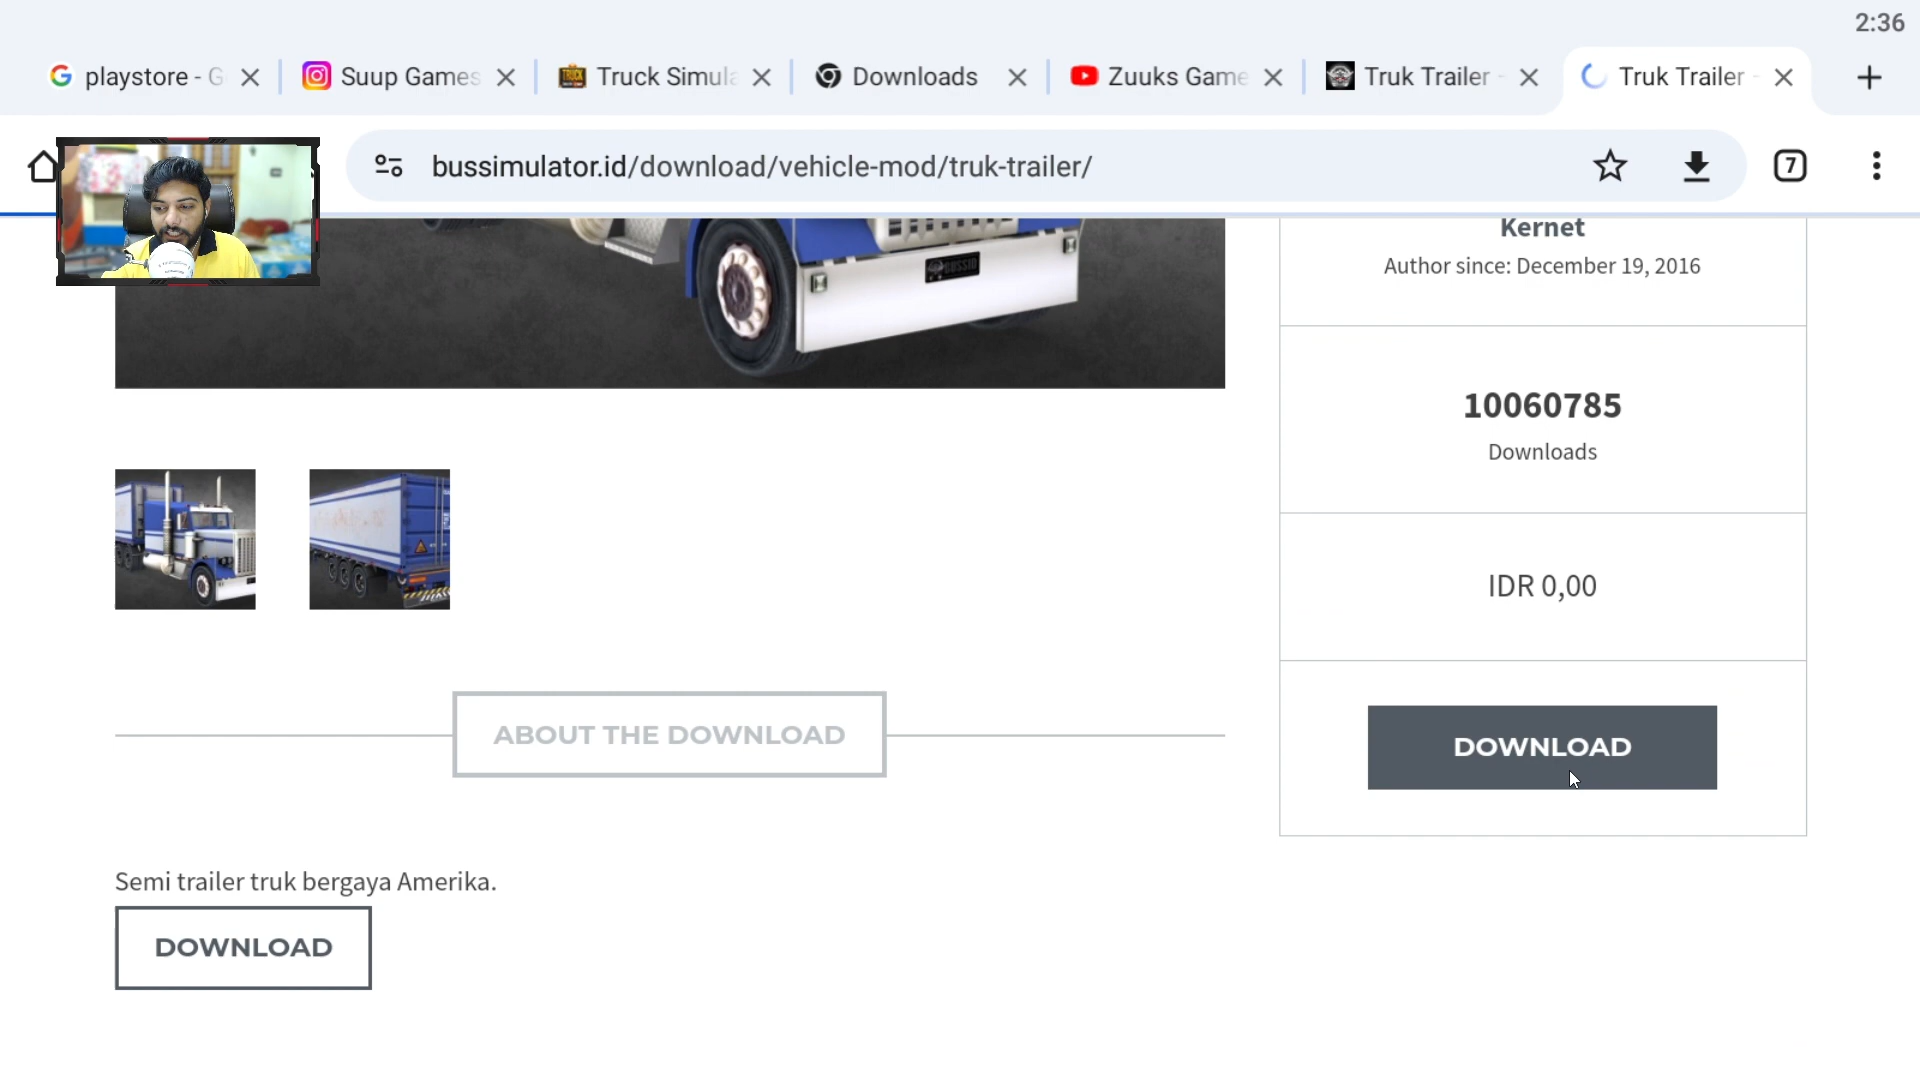 2:36
playstore - G
Suup Games
Truck Simula
Downloads
Zuuks Game
Truk Trailer -
Truk Trailer -
bussimulator.id/download/vehicle-mod/truk-trailer/
7
Kernet
Author since: December 19, 2016
BUSSID
10060785
Downloads
IDR 0,00
ABOUT THE DOWNLOAD
DOWNLOAD
Semi trailer truk bergaya Amerika.
DOWNLOAD